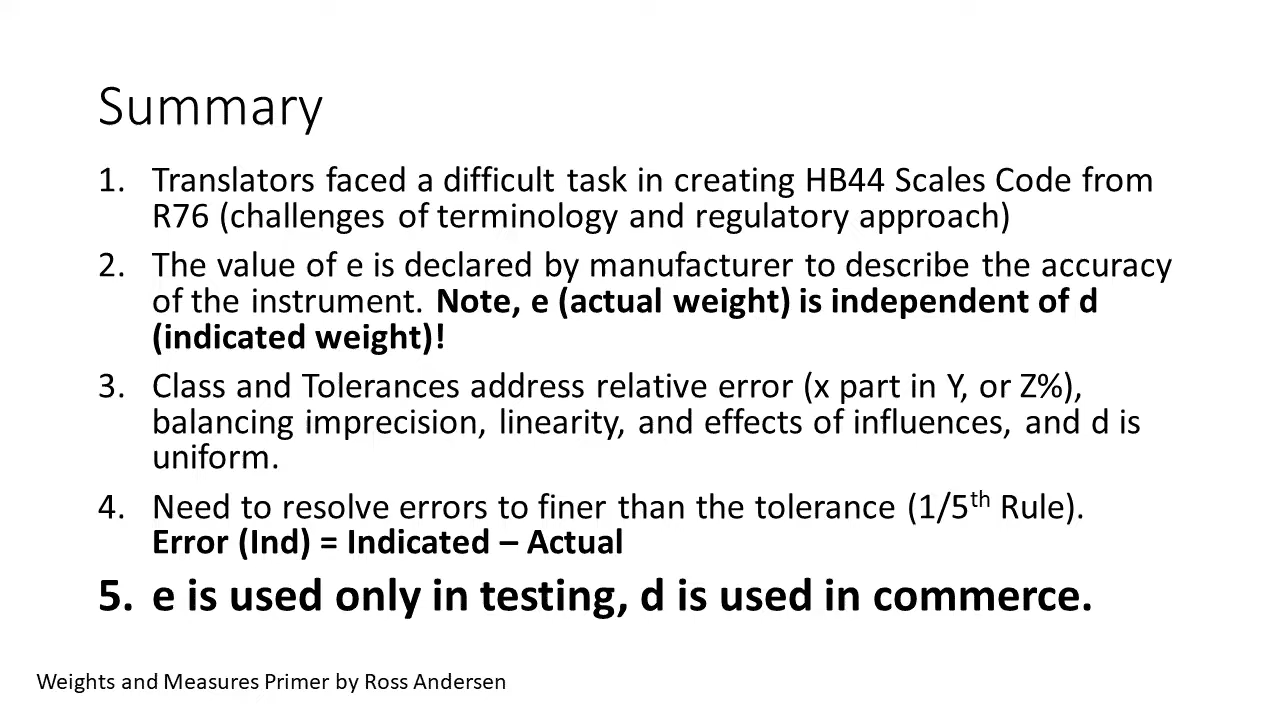 Summary
1. Translators faced a difficult task in creating HB44 Scales Code from
R76 (challenges of terminology and regulatory approach)
2. The value of e is declared by manufacturer to describe the accuracy
of the instrument. Note, e (actual weight) is independent of d
(indicated weight)!
3. Class and Tolerances address relative error (x part in Y, or Z%),
balancing imprecision, linearity, and effects of influences, and d is
uniform.
4. Need to resolve errors to finer than the tolerance (1/5th Rule).
Error (Ind) = Indicated – Actual
5. e is used only in testing, d is used in commerce.
Weights and Measures Primer by Ross Andersen